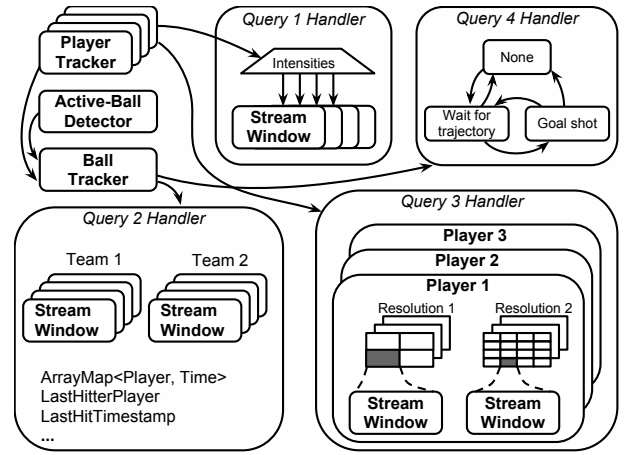 Player
Tracker
Active-Ball
Detector
Ball
Tracker
Query 1 Handler
Intensities
Stream
Window
Query 4 Handler
None
Wait for
trajectory
Goal shot
Query 2 Handler
Team 1
Team 2
Stream
Window
Stream
Window
ArrayMap<Player, Time>
LastHitterPlayer
LastHitTimestamp
...
Query 3 Handler
Player 3
Player 2
Player 1
Resolution 1
Resolution 2
Stream
Window
Stream
Window